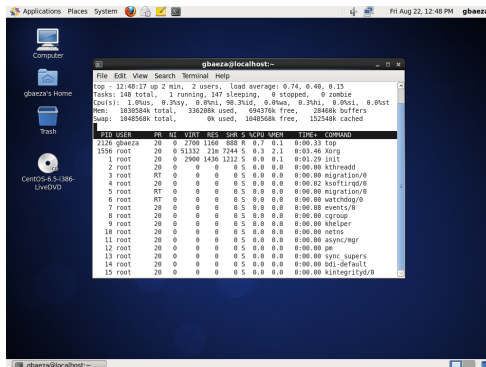 Applications Places System Fri Aug 22, 12:48 PM gbaeza
Computer
gbaeza's Home
Trash
CentOS-6.5-i386-
LiveDVD
gbaeza@localhost:~
File Edit View Search Terminal Help
top - 12:48:17 up 2 min, 2 users, load average: 0.74, 0.40, 0.15
Tasks: 148 total, 1 running, 147 sleeping, 0 stopped, 0 zombie
Cpu(s): 1.0%us, 0.3%sy, 0.0%ni, 98.3%id, 0.0%wa, 0.3%hi, 0.0%si, 0.0%st
Mem: 1030584k total, 336208k used, 694376k free, 28460k buffers
Swap: 1048568k total, 0k used, 1048568k free, 152548k cached
PID USER PR NI VIRT RES SHR S %CPU %MEM TIME+ COMMAND
2126 gbaeza 20 0 2700 1160 888 R 0.7 0.1 0:00.33 top
1556 root 20 0 51332 21m 7244 S 0.3 2.1 0:03.46 Xorg
1 root 20 0 2900 1436 1212 S 0.0 0.1 0:01.29 init
2 root 20 0 0 0 0 S 0.0 0.0 0:00.00 kthreadd
3 root RT 0 0 0 0 S 0.0 0.0 0:00.00 migration/0
4 root 20 0 0 0 0 S 0.0 0.0 0:00.02 ksoftirqd/0
5 root RT 0 0 0 0 S 0.0 0.0 0:00.00 migration/0
6 root RT 0 0 0 0 S 0.0 0.0 0:00.00 watchdog/0
7 root 20 0 0 0 0 S 0.0 0.0 0:00.08 events/0
8 root 20 0 0 0 0 S 0.0 0.0 0:00.00 cgroup
9 root 20 0 0 0 0 S 0.0 0.0 0:00.00 khelper
10 root 20 0 0 0 0 S 0.0 0.0 0:00.00 netns
11 root 20 0 0 0 0 S 0.0 0.0 0:00.00 async/mgr
12 root 20 0 0 0 0 S 0.0 0.0 0:00.00 pm
13 root 20 0 0 0 0 S 0.0 0.0 0:00.00 sync_supers
14 root 20 0 0 0 0 S 0.0 0.0 0:00.00 bdi-default
15 root 20 0 0 0 0 S 0.0 0.0 0:00.00 kintegrityd/0
gbaeza@localhost:~